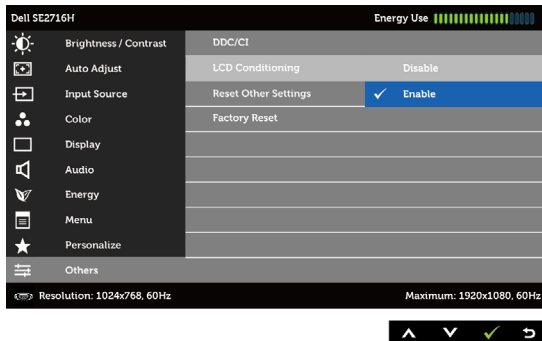 Dell SE2716H Energy Use
Brightness / Contrast DDC/CI
Auto Adjust LCD Conditioning Disable
Input Source Reset Other Settings Enable
Color Factory Reset
Display
Audio
Energy
Menu
Personalize
Others
Resolution: 1024x768, 60Hz Maximum: 1920x1080, 60Hz